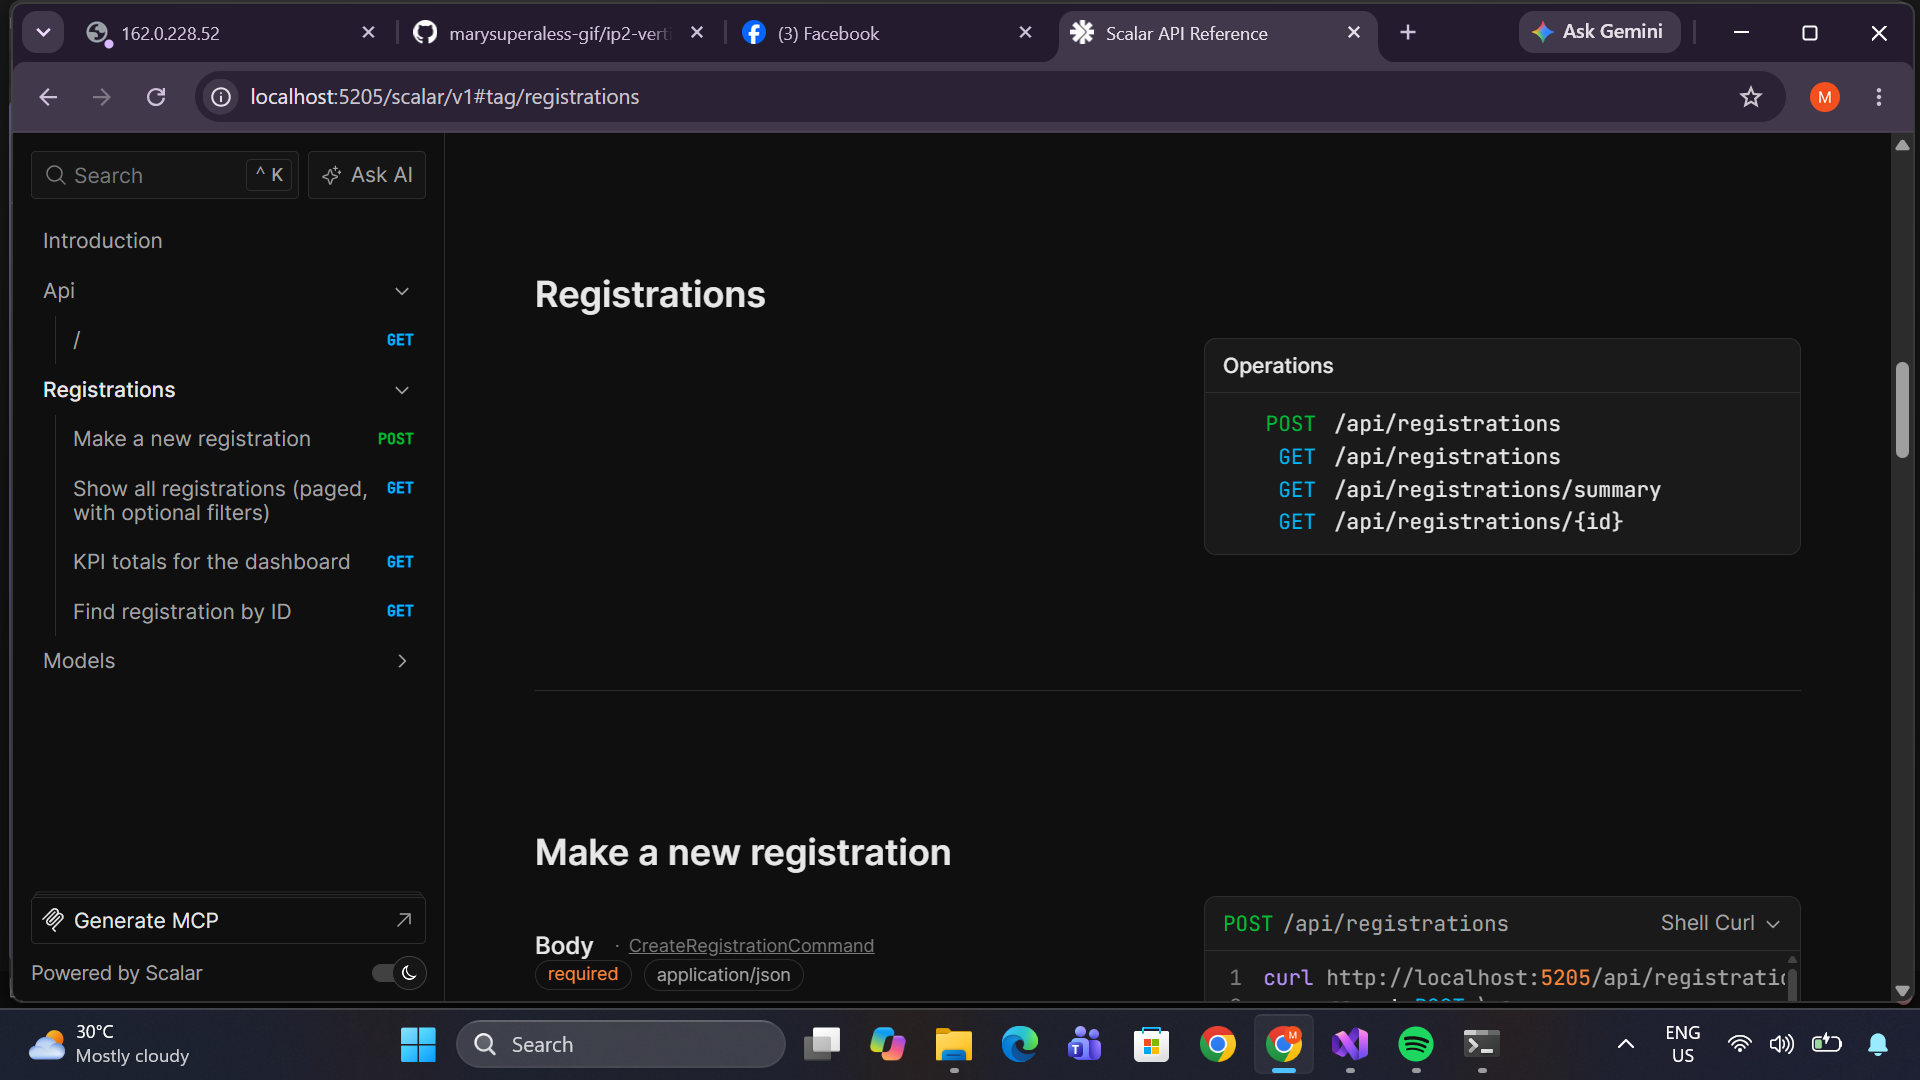 162.0.228.52
marysuperaless-gif/ip2-verti
(3) Facebook
Scalar API Reference
Ask Gemini
localhost:5205/scalar/v1#tag/registrations
M
Search
^ K
Ask AI
Introduction
Api
/
GET
Registrations
Make a new registration
POST
Show all registrations (paged,
with optional filters)
GET
KPI totals for the dashboard
GET
Find registration by ID
GET
Models
Generate MCP
Powered by Scalar
Registrations
Operations
POST /api/registrations
GET /api/registrations
GET /api/registrations/summary
GET /api/registrations/{id}
Make a new registration
Body · CreateRegistrationCommand
required
application/json
POST /api/registrations
Shell Curl
1 curl http://localhost:5205/api/registratio
30°C
Mostly cloudy
Search
M
ENG
US